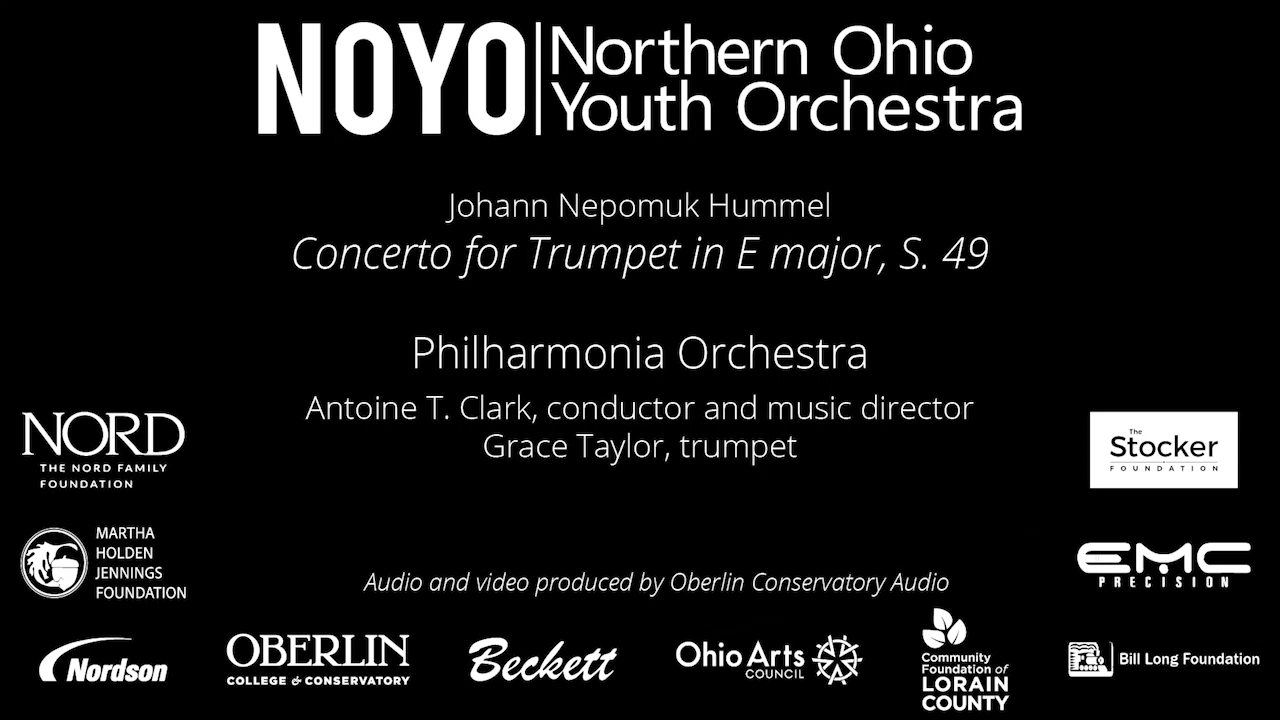 NOYO
Northern Ohio
Youth Orchestra
Johann Nepomuk Hummel
Concerto for Trumpet in E major, S. 49
Philharmonia Orchestra
Antoine T. Clark, conductor and music director
Grace Taylor, trumpet
NORD
THE NORD FAMILY
FOUNDATION
The
Stocker
FOUNDATION
MARTHA
HOLDEN
JENNINGS
FOUNDATION
EMC
PRECISION
Audio and video produced by Oberlin Conservatory Audio
Nordson
OBERLIN
COLLEGE & CONSERVATORY
Beckett
Ohio Arts
COUNCIL
Community
Foundation of
LORAIN
COUNTY
Bill Long Foundation